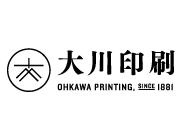 大川印刷
OHKAWA PRINTING, SINCE 1881